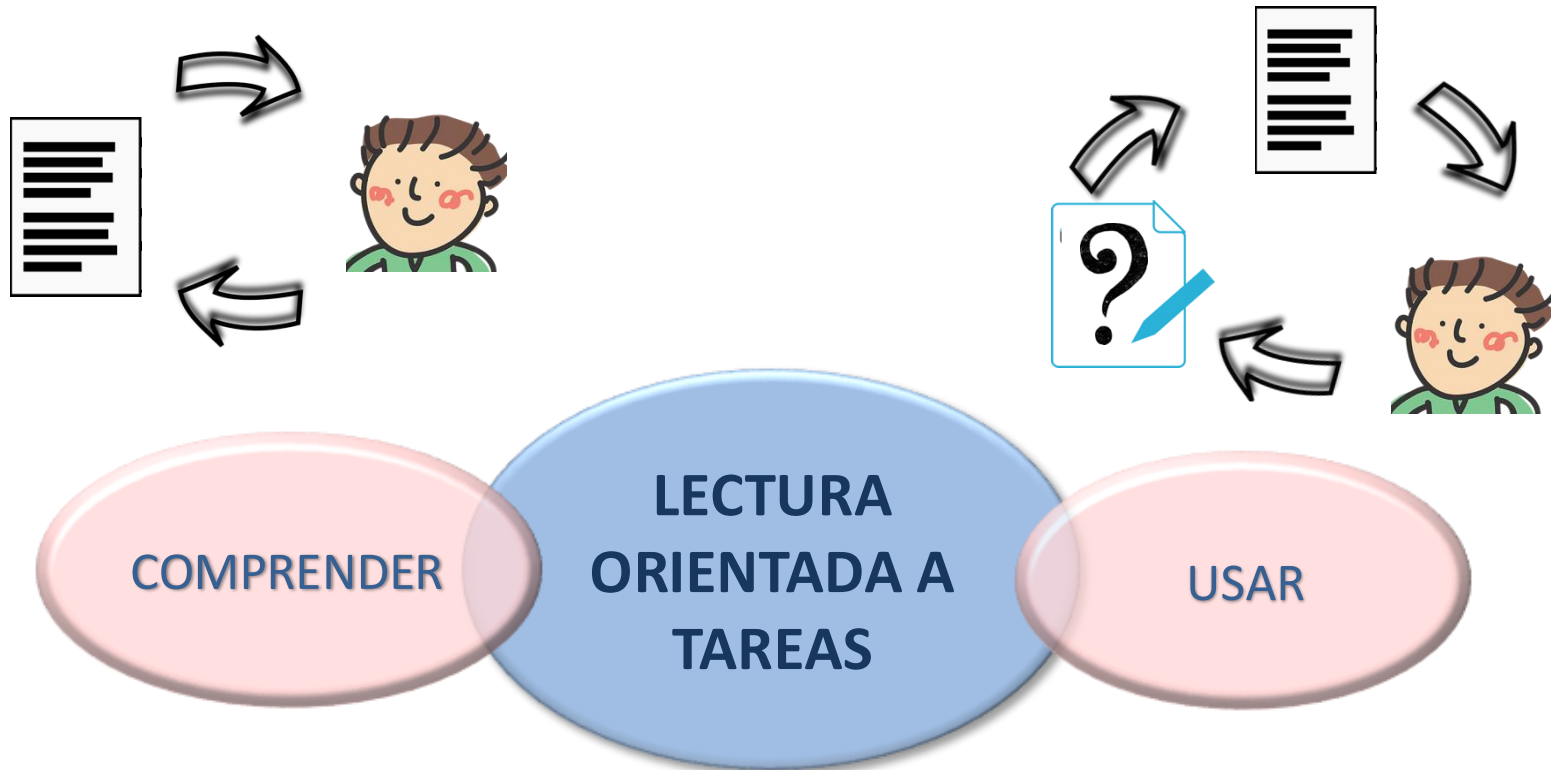 COMPRENDER
LECTURA
ORIENTADA A
TAREAS
USAR
?